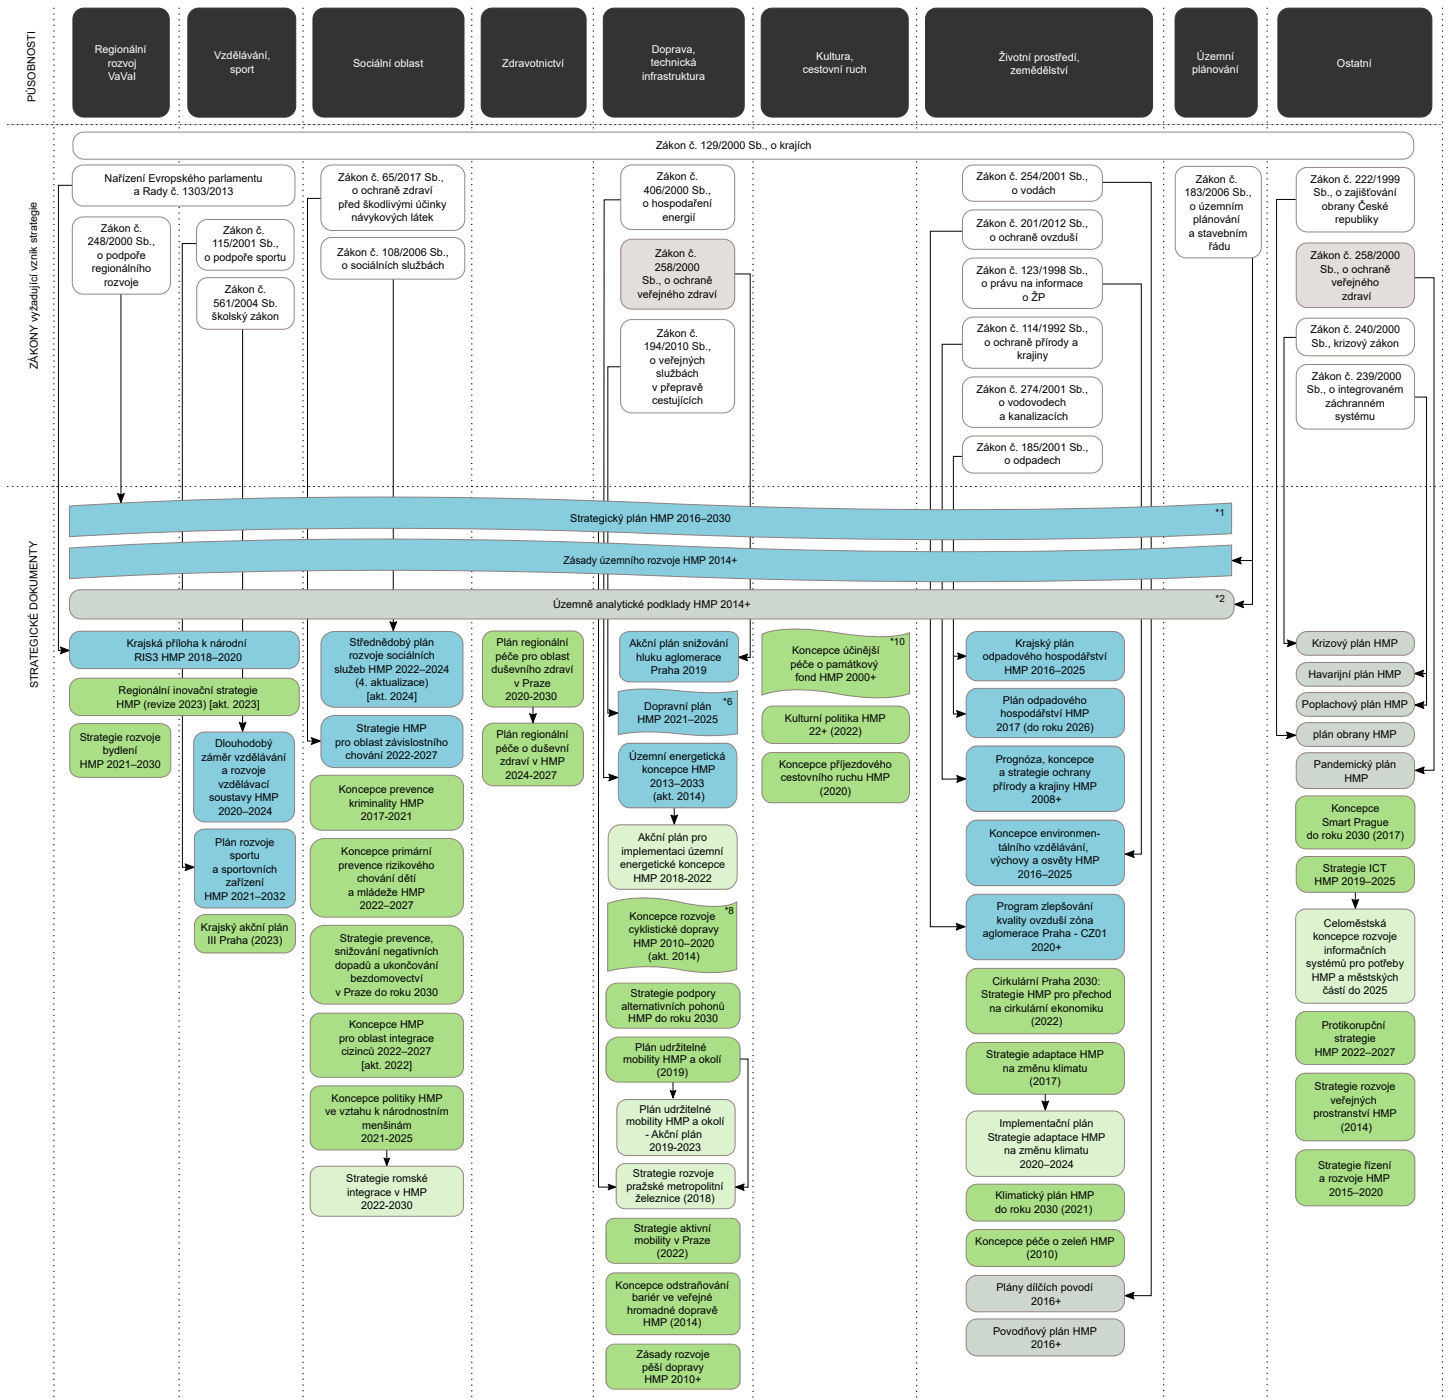 PŮSOBNOSTI
Regionální
rozvoj
VaVaI
Vzdělávání,
sport
Sociální oblast
Zdravotnictví
Doprava,
technická
infrastruktura
Kultura,
cestovní ruch
Životní prostředí,
zemědělství
Územní
plánování
Ostatní
ZÁKONY vyžadující vznik strategie
Zákon č. 129/2000 Sb., o krajích
Nařízení Evropského parlamentu
a Rady č. 1303/2013
Zákon č.
248/2000 Sb.,
o podpoře
regionálního
rozvoje
Zákon č.
115/2001 Sb.,
o podpoře sportu
Zákon č.
561/2004 Sb.
školský zákon
Zákon č. 65/2017 Sb.,
o ochraně zdraví
před škodlivými účinky
návykových látek
Zákon č. 108/2006 Sb.,
o sociálních službách
Zákon č.
406/2000 Sb.,
o hospodaření
energií
Zákon č.
258/2000
Sb., o ochraně
veřejného zdraví
Zákon č.
194/2010 Sb.,
o veřejných
službách
v přepravě
cestujících
Zákon č. 254/2001 Sb.,
o vodách
Zákon č. 201/2012 Sb.,
o ochraně ovzduší
Zákon č. 123/1998 Sb.,
o právu na informace
o ŽP
Zákon č. 114/1992 Sb.,
o ochraně přírody a
krajiny
Zákon č. 274/2001 Sb.,
o vodovodech
a kanalizacích
Zákon č. 185/2001 Sb.,
o odpadech
Zákon č.
183/2006 Sb.,
o územním
plánování
a stavebním
řádu
Zákon č. 222/1999
Sb., o zajišťování
obrany České
republiky
Zákon č. 258/2000
Sb., o ochraně
veřejného
zdraví
Zákon č. 240/2000
Sb., krizový zákon
Zákon č. 239/2000
Sb., o integrovaném
záchranném
systému
STRATEGICKÉ DOKUMENTY
Strategický plán HMP 2016–2030
*1
Zásady územního rozvoje HMP 2014+
Územně analytické podklady HMP 2014+
*2
Krajská příloha k národní
RIS3 HMP 2018–2020
Regionální inovační strategie
HMP (revize 2023) [akt. 2023]
Strategie rozvoje
bydlení
HMP 2021–2030
Dlouhodobý
záměr vzdělávání
a rozvoje
vzdělávací
soustavy HMP
2020–2024
Plán rozvoje
sportu
a sportovních
zařízení
HMP 2021–2032
Krajský akční plán
III Praha (2023)
Střednědobý plán
rozvoje sociálních
služeb HMP 2022–2024
(4. aktualizace)
[akt. 2024]
Strategie HMP
pro oblast závislostního
chování 2022-2027
Koncepce prevence
kriminality HMP
2017-2021
Koncepce primární
prevence rizikového
chování dětí
a mládeže HMP
2022–2027
Strategie prevence,
snižování negativních
dopadů a ukončování
bezdomovectví
v Praze do roku 2030
Koncepce HMP
pro oblast integrace
cizinců 2022–2027
[akt. 2022]
Koncepce politiky HMP
ve vztahu k národnostním
menšinám
2021-2025
Strategie romské
integrace v HMP
2022-2030
Plán regionální
péče pro oblast
duševního zdraví
v Praze
2020-2030
Plán regionální
péče o duševní
zdraví v HMP
2024-2027
Akční plán snižování
hluku aglomerace
Praha 2019
*6
Dopravní plán
HMP 2021–2025
Územní energetická
koncepce HMP
2013–2033
(akt. 2014)
Akční plán pro
implementaci územní
energetické koncepce
HMP 2018-2022
*8
Koncepce rozvoje
cyklistické dopravy
HMP 2010–2020
(akt. 2014)
Strategie podpory
alternativních pohonů
HMP do roku 2030
Plán udržitelné
mobility HMP a okolí
(2019)
Plán udržitelné
mobility HMP a okolí
- Akční plán
2019-2023
Strategie rozvoje
pražské metropolitní
železnice (2018)
Strategie aktivní
mobility v Praze
(2022)
Koncepce odstraňování
bariér ve veřejné
hromadné dopravě
HMP (2014)
Zásady rozvoje
pěší dopravy
HMP 2010+
*10
Koncepce účinější
péče o památkový
fond HMP 2000+
Kulturní politika HMP
22+ (2022)
Koncepce příjezdového
cestovního ruchu HMP
(2020)
Krajský plán
odpadového hospodářství
HMP 2016–2025
Plán odpadového
hospodářství HMP
2017 (do roku 2026)
Prognóza, koncepce
a strategie ochrany
přírody a krajiny HMP
2008+
Koncepce environmen-
tálního vzdělávání,
výchovy a osvěty HMP
2016–2025
Program zlepšování
kvality ovzduší zóna
aglomerace Praha - CZ01
2020+
Cirkulární Praha 2030:
Strategie HMP pro přechod
na cirkulární ekonomiku
(2022)
Strategie adaptace HMP
na změnu klimatu
(2017)
Implementační plán
Strategie adaptace HMP
na změnu klimatu
2020–2024
Klimatický plán HMP
do roku 2030 (2021)
Koncepce péče o zeleň HMP
(2010)
Plány dílčích povodí
2016+
Povodňový plán HMP
2016+
Krizový plán HMP
Havarijní plán HMP
Poplachový plán HMP
plán obrany HMP
Pandemický plán
HMP
Koncepce
Smart Prague
do roku 2030 (2017)
Strategie ICT
HMP 2019–2025
Celoměstská
koncepce rozvoje
informačních
systémů pro potřeby
HMP a městských
částí do 2025
Protikorupční
strategie
HMP 2022–2027
Strategie rozvoje
veřejných
prostranství HMP
(2014)
Strategie řízení
a rozvoje HMP
2015–2020